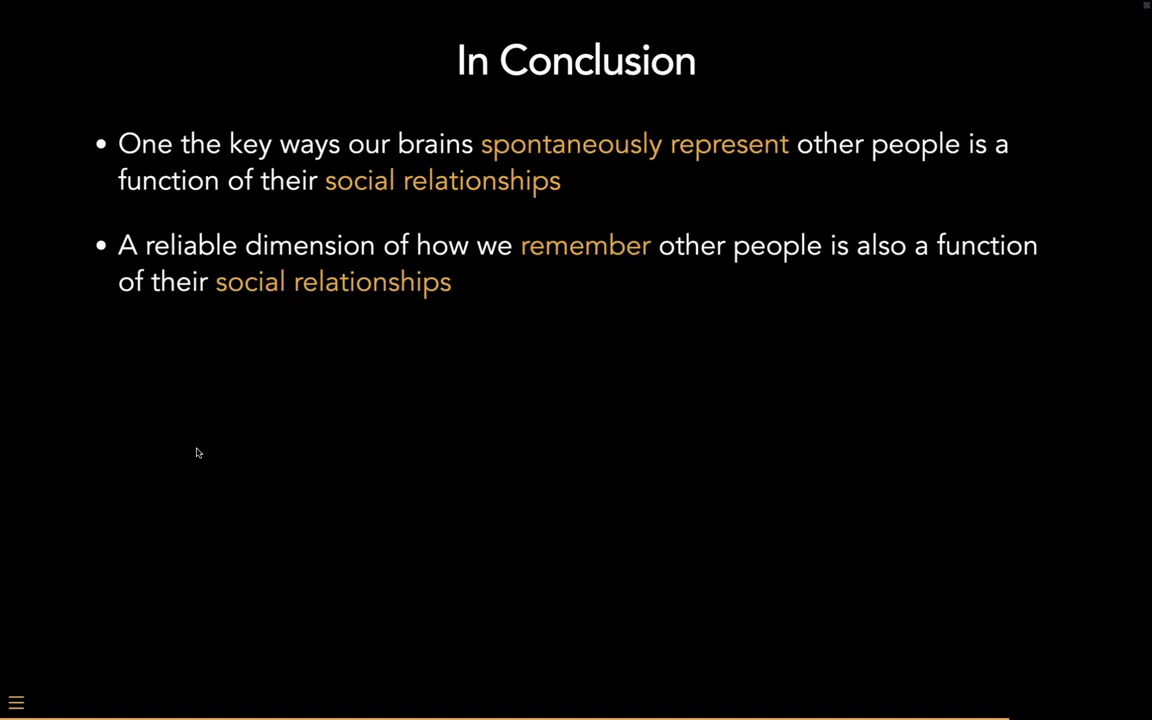 In Conclusion
• One the key ways our brains spontaneously represent other people is a
function of their social relationships
• A reliable dimension of how we remember other people is also a function
of their social relationships